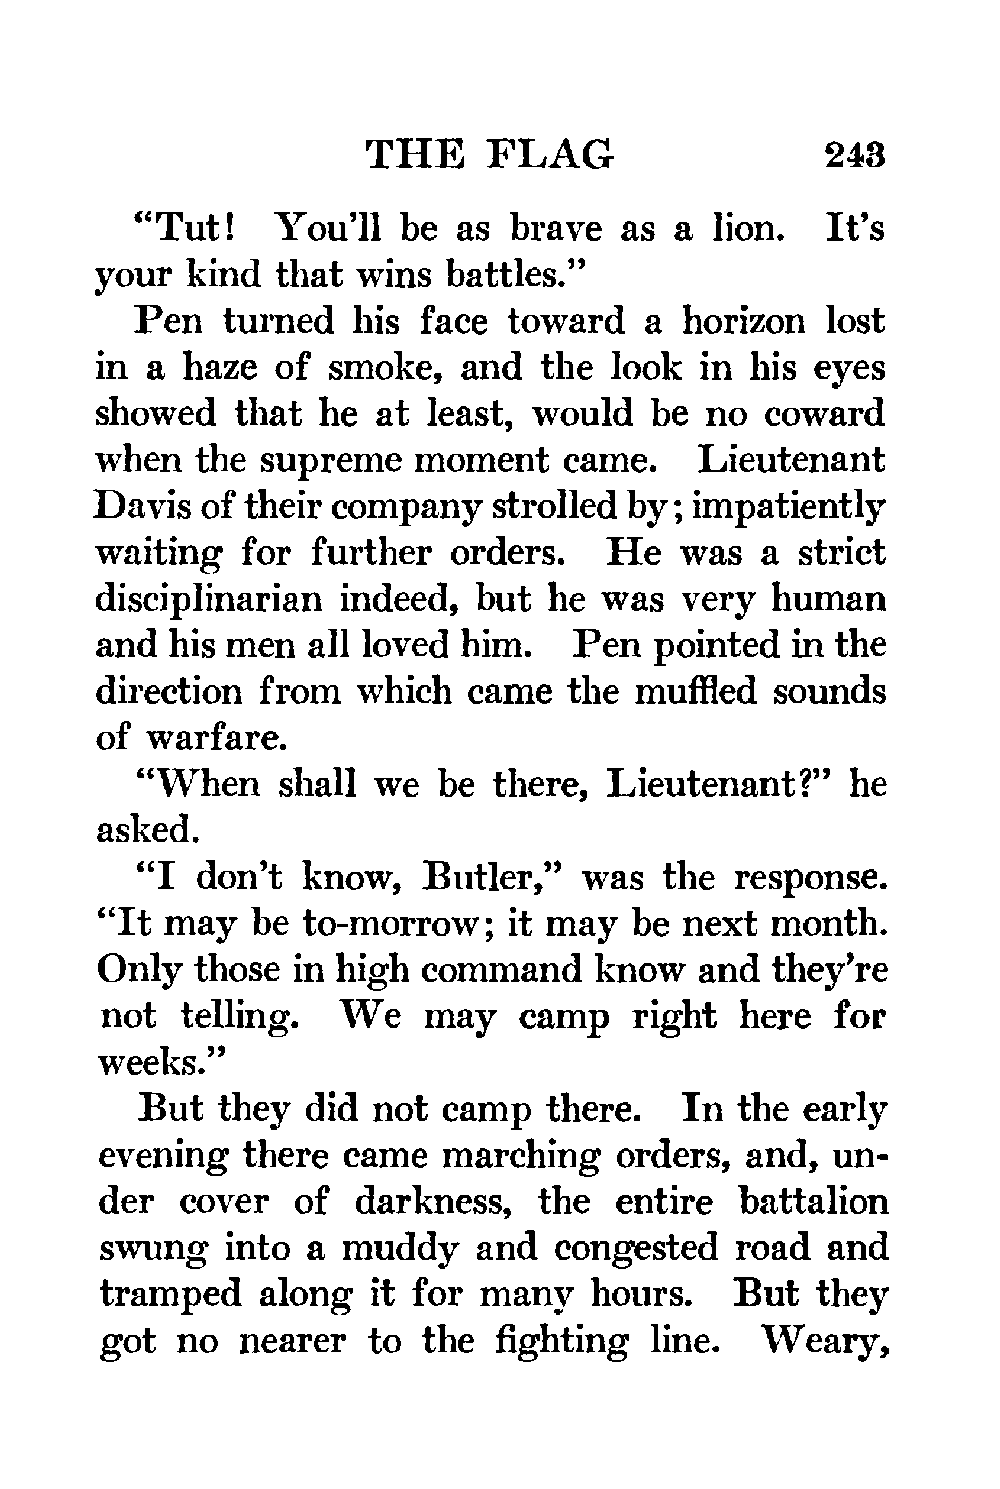 THE FLAG 243
“Tut! You’ll be as brave as a lion. It’s
your kind that wins battles.”
Pen turned his face toward a horizon lost
in a haze of smoke, and the look in his eyes
showed that he at least, would be no coward
when the supreme moment came. Lieutenant
Davis of their company strolled by; impatiently
waiting for further orders. He was a strict
disciplinarian indeed, but he was very human
and his men all loved him. Pen pointed in the
direction from which came the muffled sounds
of warfare.
“When shall we be there, Lieutenant?” he
asked.
“I don’t know, Butler,” was the response.
“It may be to-morrow; it may be next month.
Only those in high command know and they’re
not telling. We may camp right here for
weeks.”
But they did not camp there. In the early
evening there came marching orders, and, un-
der cover of darkness, the entire battalion
swung into a muddy and congested road and
tramped along it for many hours. But they
got no nearer to the fighting line. Weary,